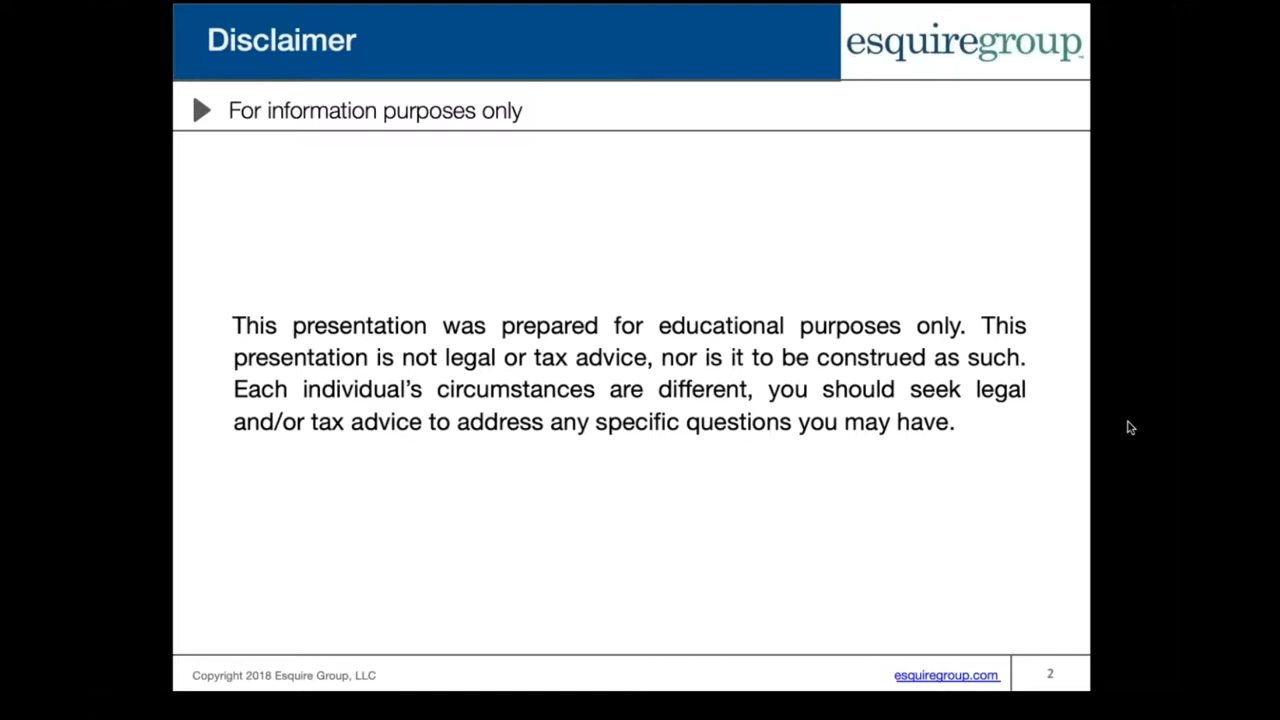 Disclaimer
esquiregroup
For information purposes only
This presentation was prepared for educational purposes only. This
presentation is not legal or tax advice, nor is it to be construed as such.
Each individual’s circumstances are different, you should seek legal
and/or tax advice to address any specific questions you may have.
Copyright 2018 Esquire Group, LLC
esquiregroup.com
2